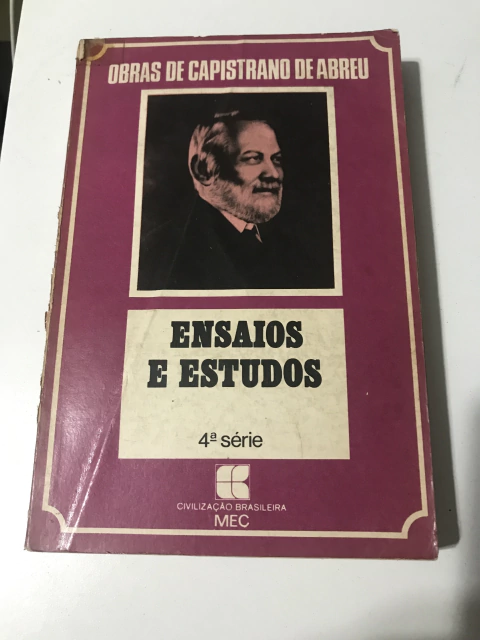 OBRAS DE CAPISTRANO DE ABREU
ENSAIOS
E ESTUDOS
4ª série
CIVILIZAÇÃO BRASILEIRA
MEC